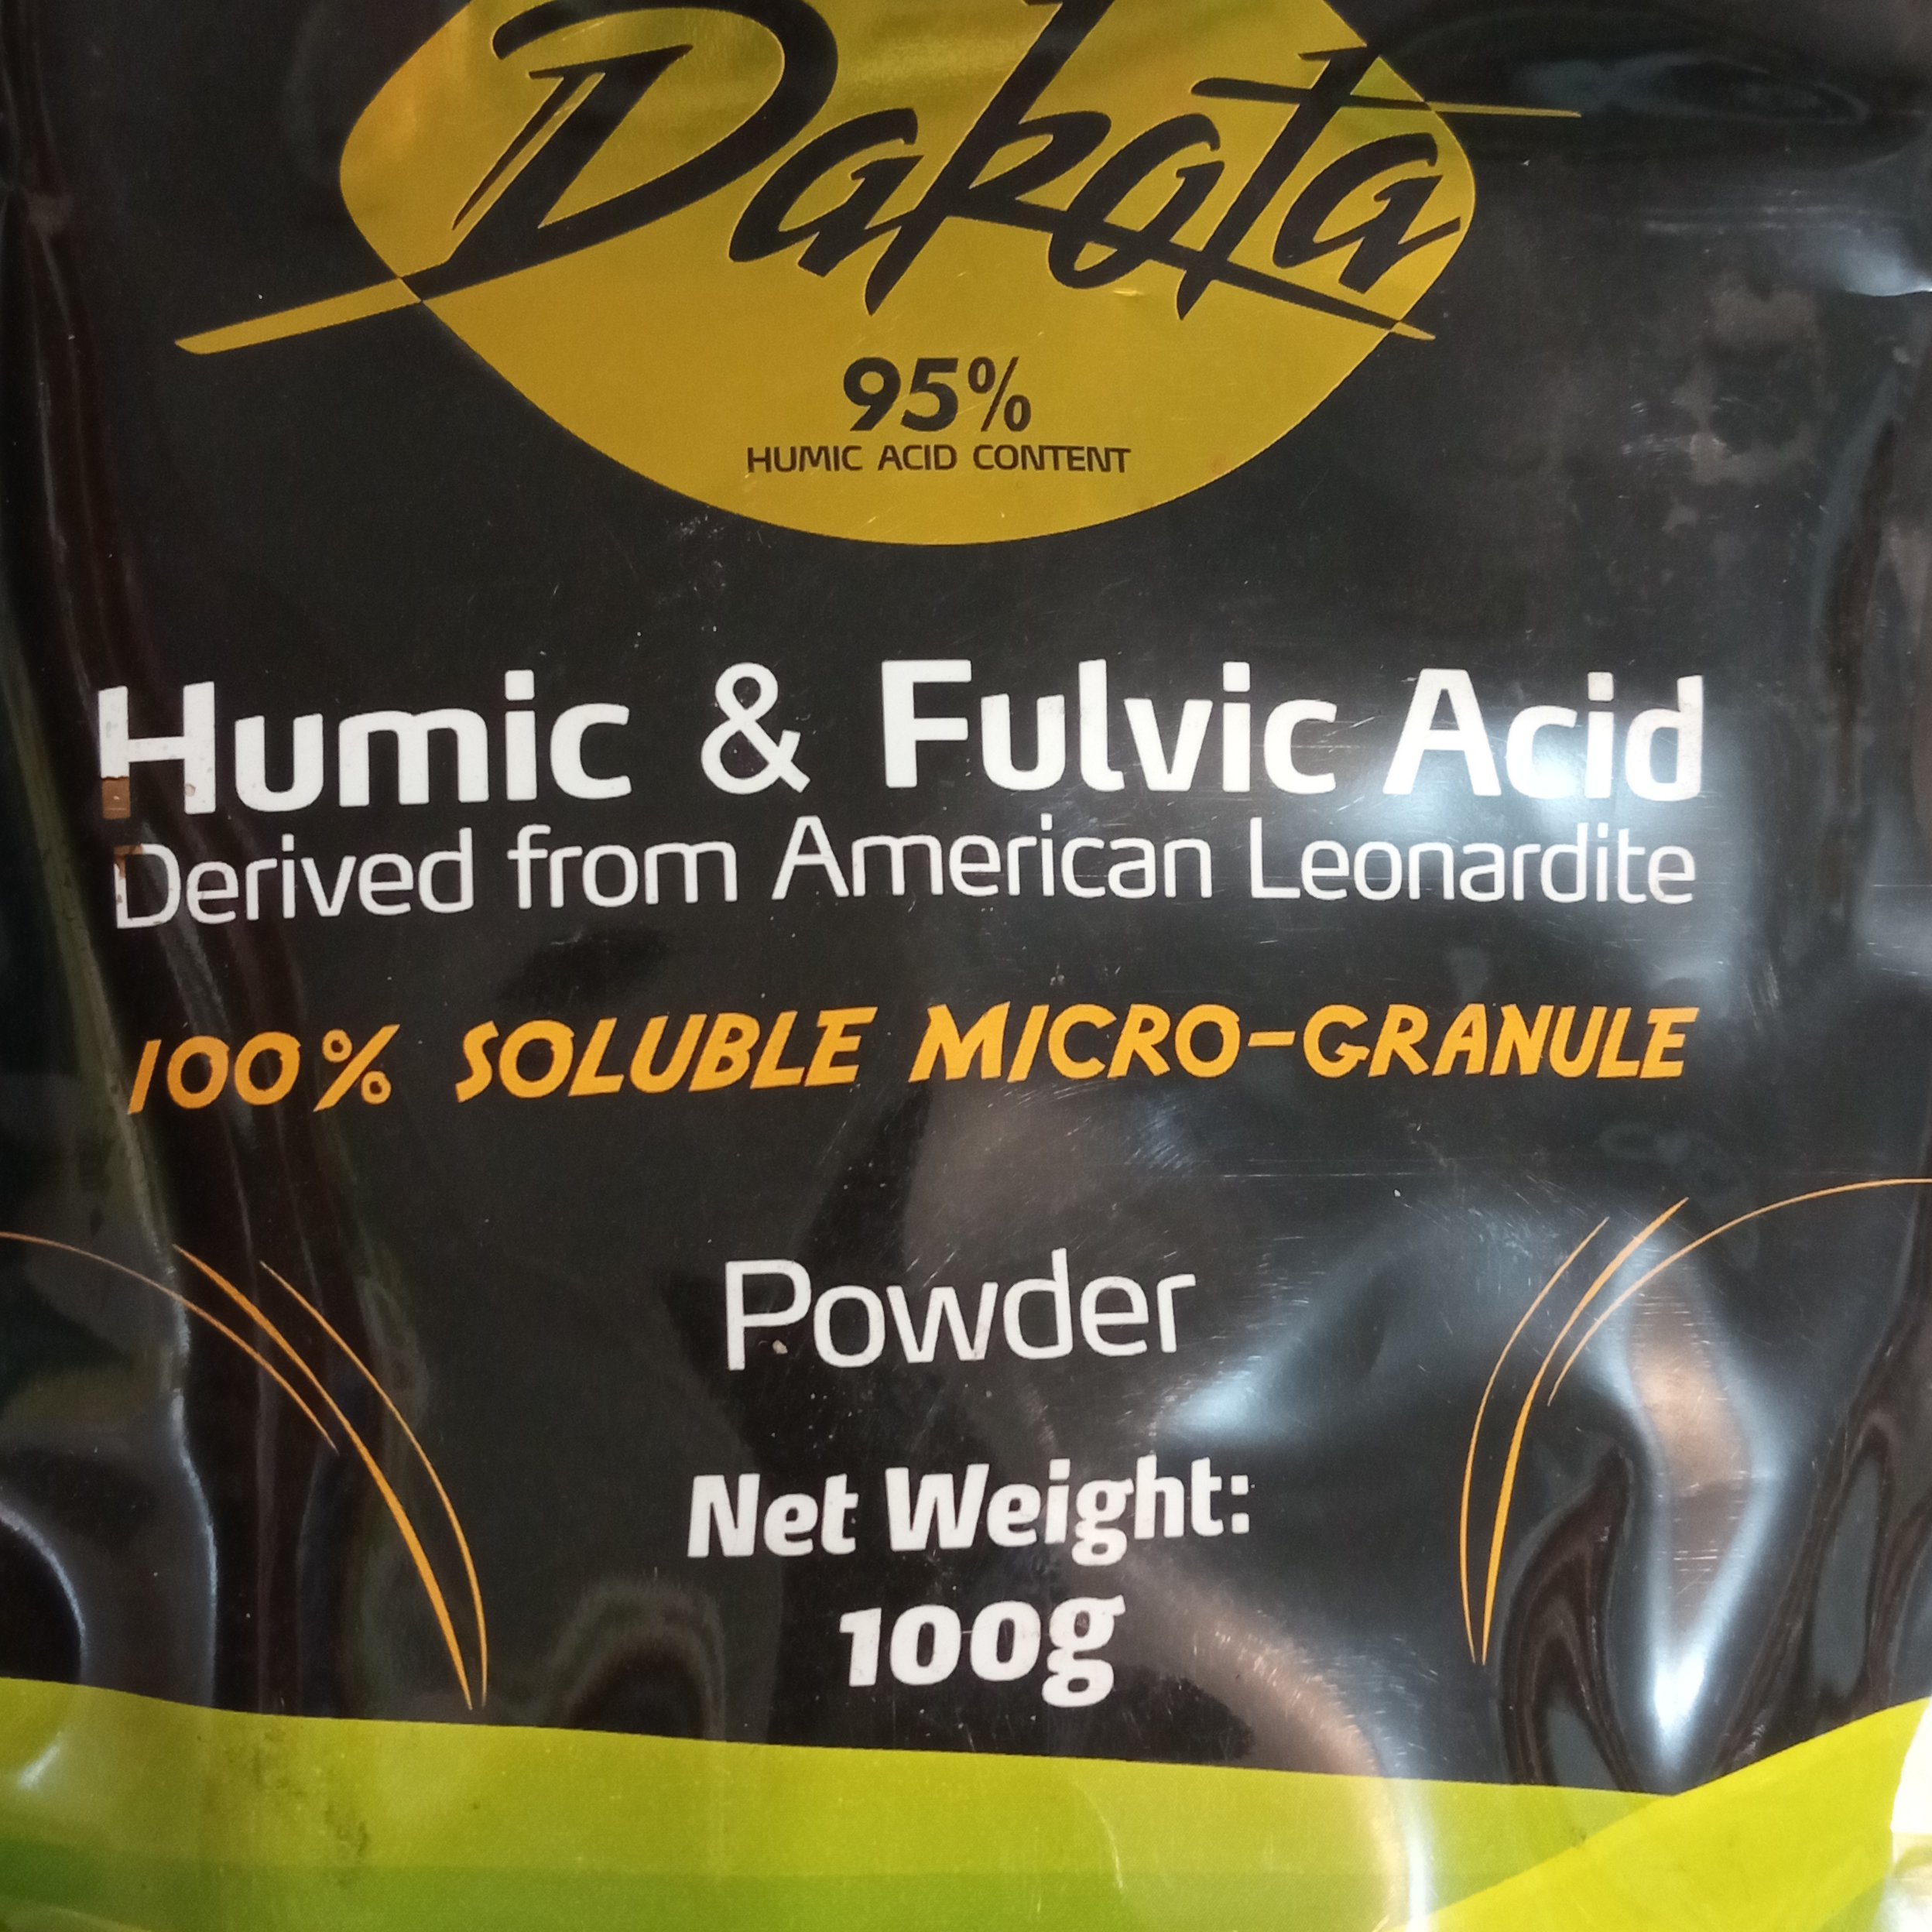 Dakota
95%
HUMIC ACID CONTENT
Humic & Fulvic Acid
Derived from American Leonardite
100% SOLUBLE MICRO-GRANULE
Powder
Net Weight:
100g